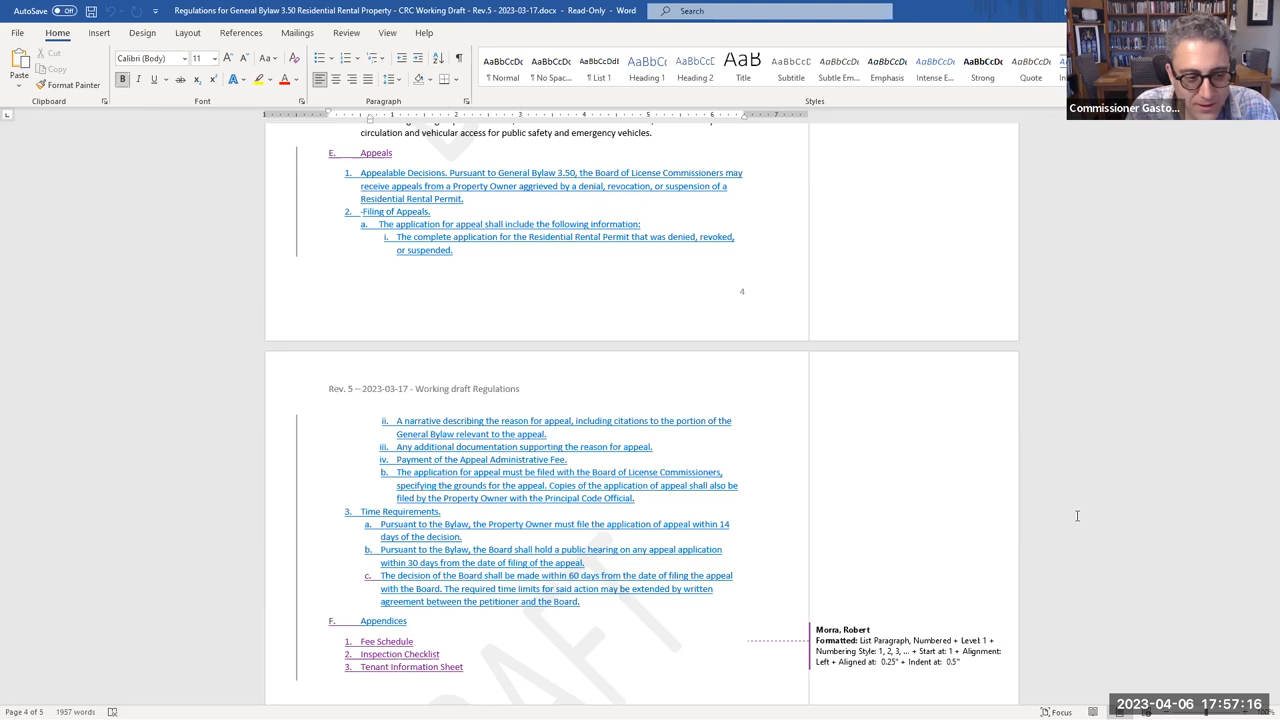 AutoSave Off
Regulations for General Bylaw 3.50 Residential Rental Property - CRC Working Draft - Rev.5 - 2023-03-17.docx - Read-Only - Word
Search
File Home Insert Design Layout References Mailings Review View Help
Paste
Cut
Copy
Format Painter
Calibri (Body) 11
AaBbCcDc AaBbCcDc AaBbCcDdI AaBbCc AaBbCcD AaB AaBbCcD AaBbCcDc AaBbCcDc AaBbCcDc AaBbCcDc AaBbCcDc
¶ Normal ¶ No Spac... ¶ List 1 Heading 1 Heading 2 Title Subtitle Subtle Em... Emphasis Intense E... Strong Quote
Clipboard Font Paragraph Styles
Commissioner Gasto...
circulation and vehicular access for public safety and emergency vehicles.
E. Appeals
1. Appealable Decisions. Pursuant to General Bylaw 3.50, the Board of License Commissioners may
receive appeals from a Property Owner aggrieved by a denial, revocation, or suspension of a
Residential Rental Permit.
2. -Filing of Appeals.
a. The application for appeal shall include the following information:
i. The complete application for the Residential Rental Permit that was denied, revoked,
or suspended.
4
Rev. 5 – 2023-03-17 - Working draft Regulations
ii. A narrative describing the reason for appeal, including citations to the portion of the
General Bylaw relevant to the appeal.
iii. Any additional documentation supporting the reason for appeal.
iv. Payment of the Appeal Administrative Fee.
b. The application for appeal must be filed with the Board of License Commissioners,
specifying the grounds for the appeal. Copies of the application of appeal shall also be
filed by the Property Owner with the Principal Code Official.
3. Time Requirements.
a. Pursuant to the Bylaw, the Property Owner must file the application of appeal within 14
days of the decision.
b. Pursuant to the Bylaw, the Board shall hold a public hearing on any appeal application
within 30 days from the date of filing of the appeal.
c. The decision of the Board shall be made within 60 days from the date of filing the appeal
with the Board. The required time limits for said action may be extended by written
agreement between the petitioner and the Board.
F. Appendices
1. Fee Schedule
2. Inspection Checklist
3. Tenant Information Sheet
Morra, Robert
Formatted: List Paragraph, Numbered + Level: 1 +
Numbering Style: 1, 2, 3, ... + Start at: 1 + Alignment:
Left + Aligned at: 0.25" + Indent at: 0.5"
DRAFT
Page 4 of 5 1957 words
Focus
2023-04-06 17:57:16